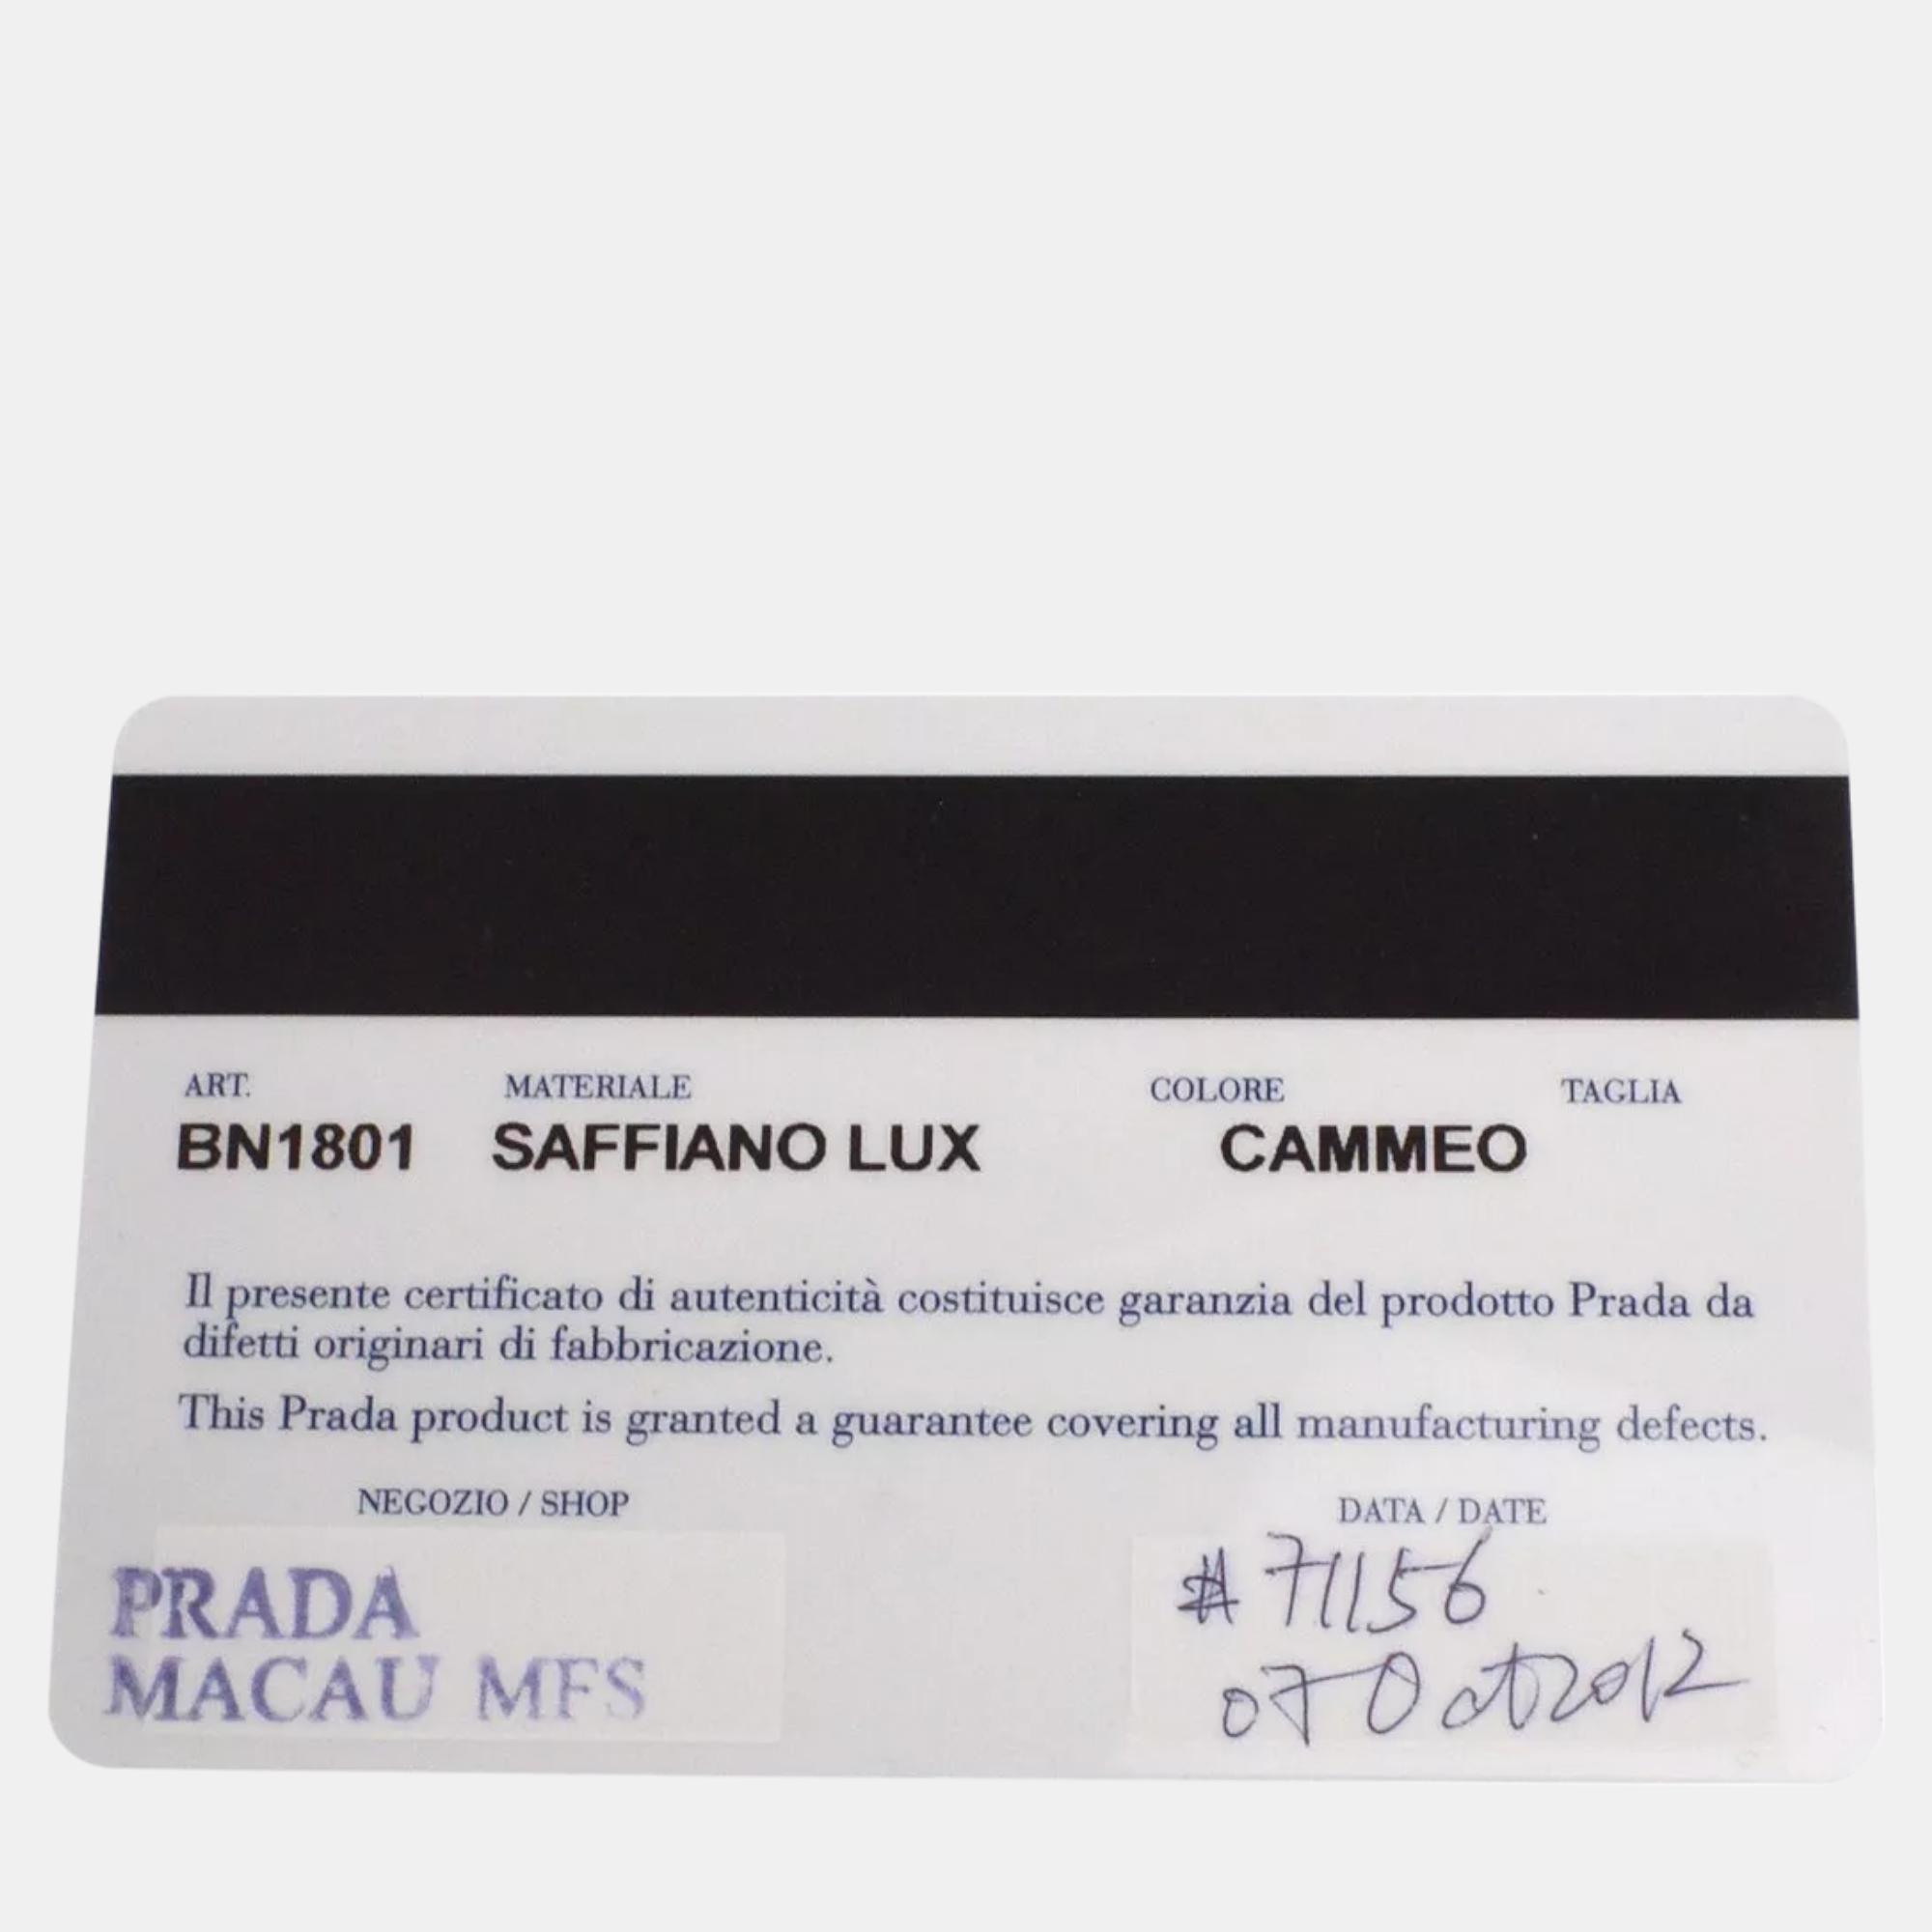 ART. MATERIALE COLORE TAGLIA
BN1801 SAFFIANO LUX CAMMEO
Il presente certificato di autenticità costituisce garanzia del prodotto Prada da
difetti originari di fabbricazione.
This Prada product is granted a guarantee covering all manufacturing defects.
NEGOZIO / SHOP DATA / DATE
PRADA
MACAU MFS
# 71156
07 Oct 2012